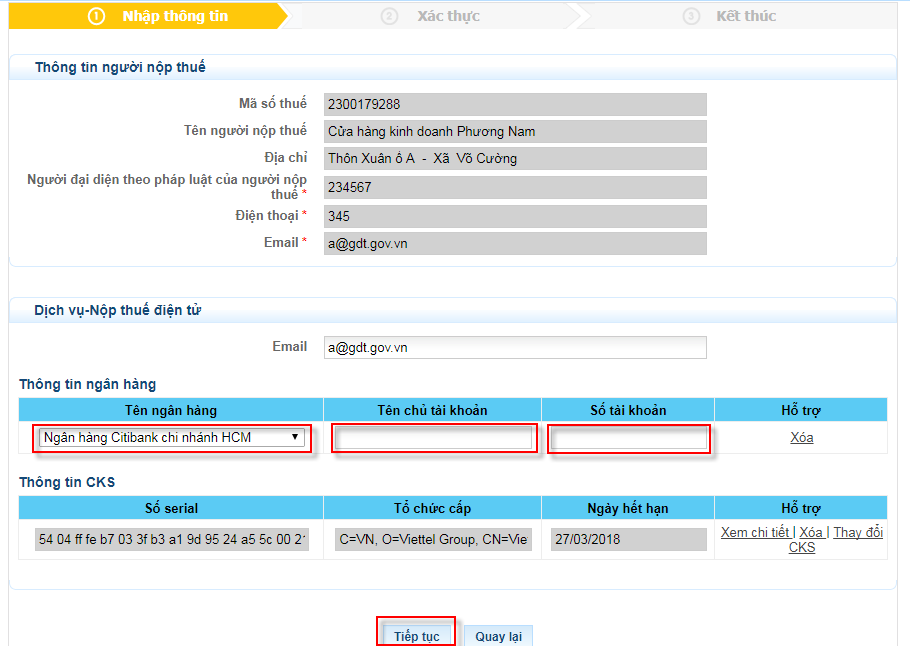 1 Nhập thông tin 2 Xác thực 3 Kết thúc
Thông tin người nộp thuế
Mã số thuế 2300179288
Tên người nộp thuế Cửa hàng kinh doanh Phương Nam
Địa chỉ Thôn Xuân ổ A - Xã Võ Cường
Người đại diện theo pháp luật của người nộp
thuế * 234567
Điện thoại * 345
Email * a@gdt.gov.vn
Dịch vụ-Nộp thuế điện tử
Email a@gdt.gov.vn
Thông tin ngân hàng
Tên ngân hàng Tên chủ tài khoản Số tài khoản Hỗ trợ
Ngân hàng Citibank chi nhánh HCM Xóa
Thông tin CKS
Số serial Tổ chức cấp Ngày hết hạn Hỗ trợ
54 04 ff fe b7 03 3f b3 a1 9d 95 24 a5 5c 00 C=VN, O=Viettel Group, CN=Vie 27/03/2018 Xem chi tiết | Xóa | Thay đổi
CKS
Tiếp tục Quay lại